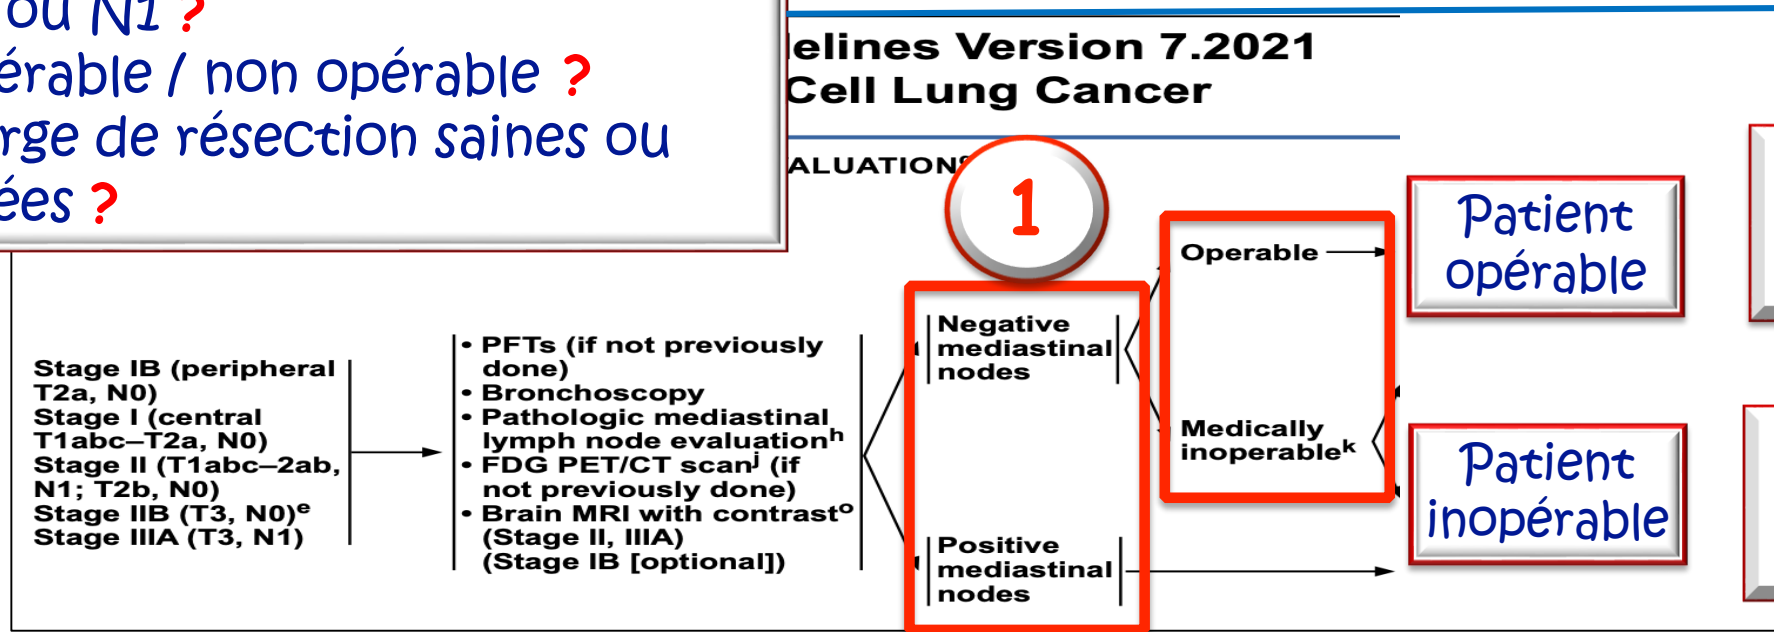 ou N1 ?
érable / non opérable ?
rge de résection saines ou
ées ?
elines Version 7.2021
Cell Lung Cancer
ALUATION
1
Stage IB (peripheral
T2a, N0)
Stage I (central
T1abc–T2a, N0)
Stage II (T1abc–2ab,
N1; T2b, N0)
Stage IIB (T3, N0)e
Stage IIIA (T3, N1)
• PFTs (if not previously
done)
• Bronchoscopy
• Pathologic mediastinal
lymph node evaluationh
• FDG PET/CT scanj (if
not previously done)
• Brain MRI with contrasto
(Stage II, IIIA)
(Stage IB [optional])
Negative
mediastinal
nodes
Positive
mediastinal
nodes
Operable
Medically
inoperablek
Patient
opérable
Patient
inopérable